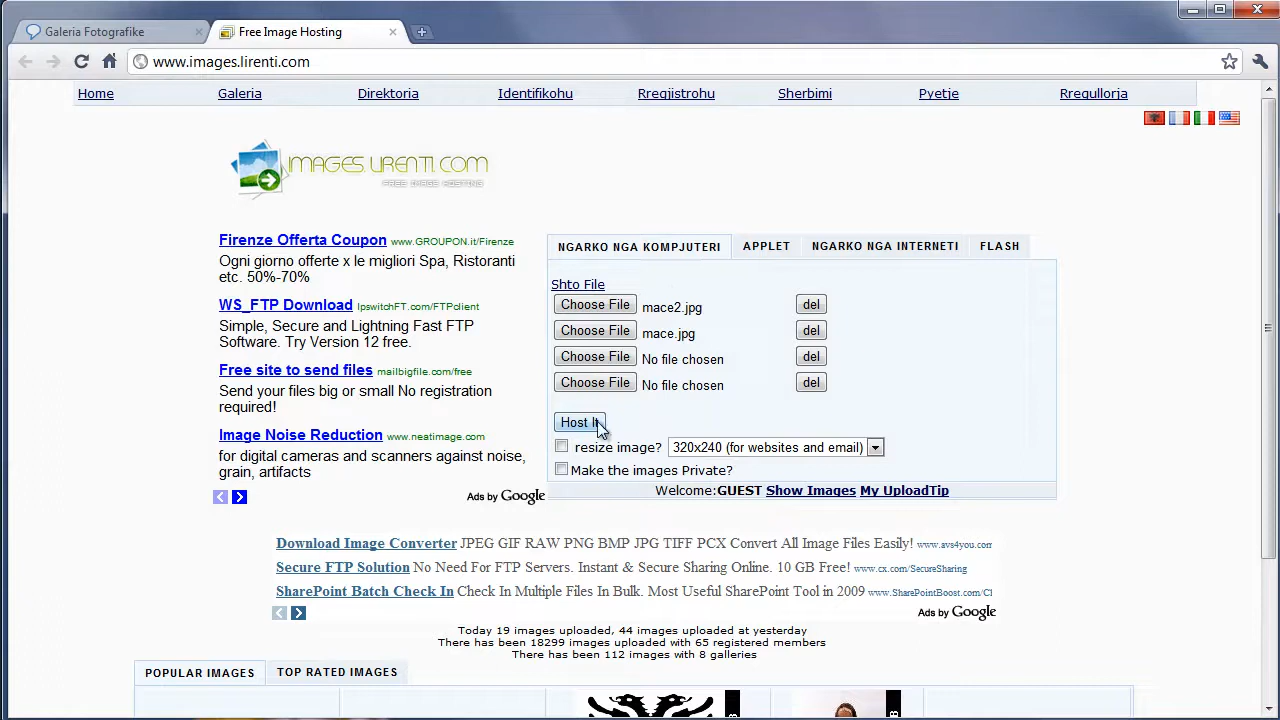 Galeria Fotografike
Free Image Hosting
www.images.lirenti.com
Home Galeria Direktoria Identifikohu Rregjistrohu Sherbimi Pvetje Rregullorja
IMAGES.LIRENTI.COM
FREE IMAGE HOSTING
Firenze Offerta Coupon www.GROUPON.it/Firenze
Ogni giorno offerte x le migliori Spa, Ristoranti
etc. 50%-70%
WS_FTP Download IpswitchFT.com/FTPclient
Simple, Secure and Lightning Fast FTP
Software. Try Version 12 free.
Free site to send files mailbigfile.com/free
Send your files big or small No registration
required!
Image Noise Reduction www.neatimage.com
for digital cameras and scanners against noise,
grain, artifacts
Ads by Google
NGARKO NGA KOMPJUTERI APPLET NGARKO NGA INTERNETI FLASH
Shto File
Choose File mace2.jpg del
Choose File mace.jpg del
Choose File No file chosen del
Choose File No file chosen del
Host It
resize image? 320x240 (for websites and email)
Make the images Private?
Welcome:GUEST Show Images My UploadTip
Download Image Converter JPEG GIF RAW PNG BMP JPG TIFF PCX Convert All Image Files Easily! www.avs4you.com
Secure FTP Solution No Need For FTP Servers. Instant & Secure Sharing Online. 10 GB Free! www.cx.com/SecureSharing
SharePoint Batch Check In Check In Multiple Files In Bulk. Most Useful SharePoint Tool in 2009 www.SharePointBoost.com/Cl
Ads by Google
Today 19 images uploaded, 44 images uploaded at yesterday
There has been 18299 images uploaded with 65 registered members
There has been 112 images with 8 galleries
POPULAR IMAGES TOP RATED IMAGES